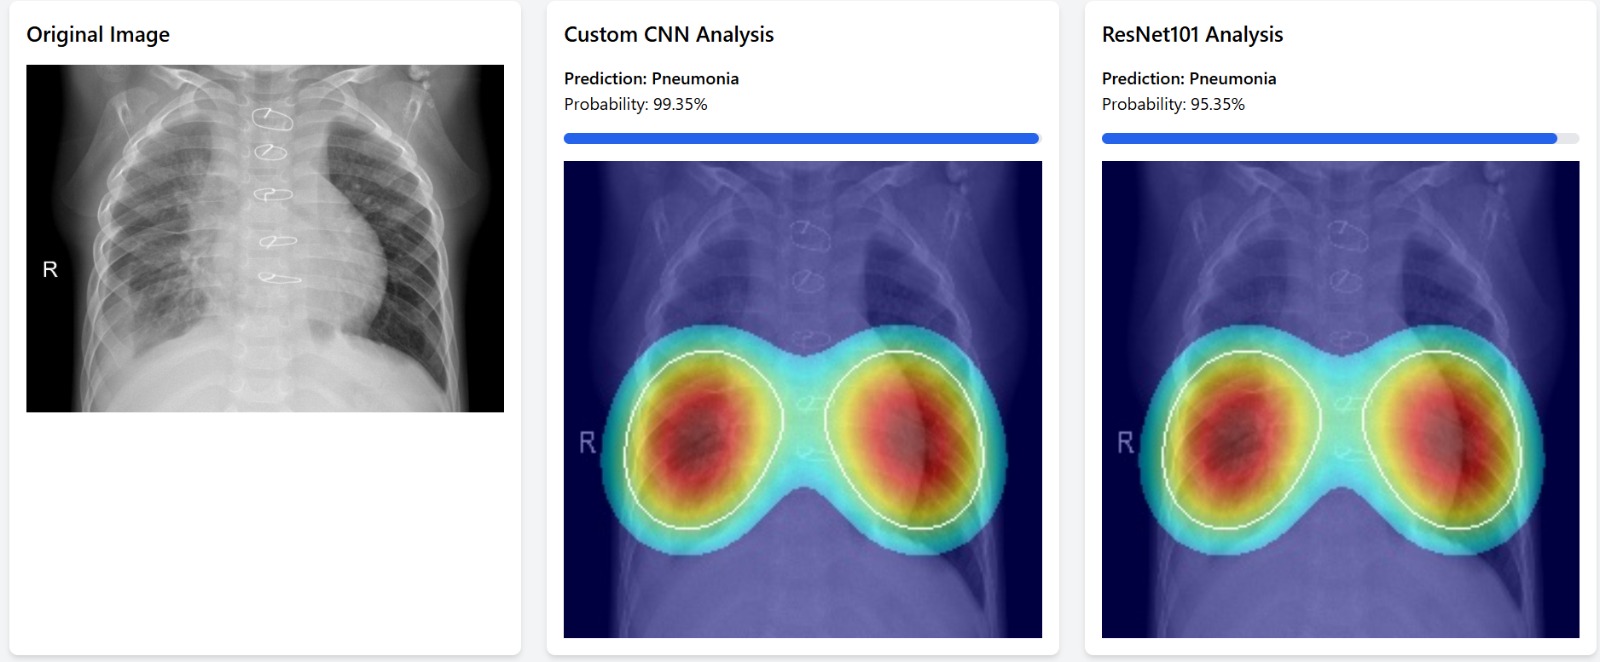 Original Image
R
Custom CNN Analysis
Prediction: Pneumonia
Probability: 99.35%
R
ResNet101 Analysis
Prediction: Pneumonia
Probability: 95.35%
R